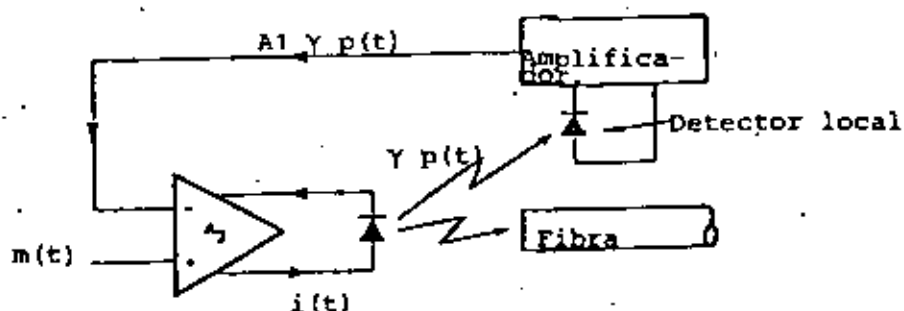 A1 γ p(t)
Amplifica-
dor
Detector local
γ p(t)
m(t)
-
+
Fibra
i(t)